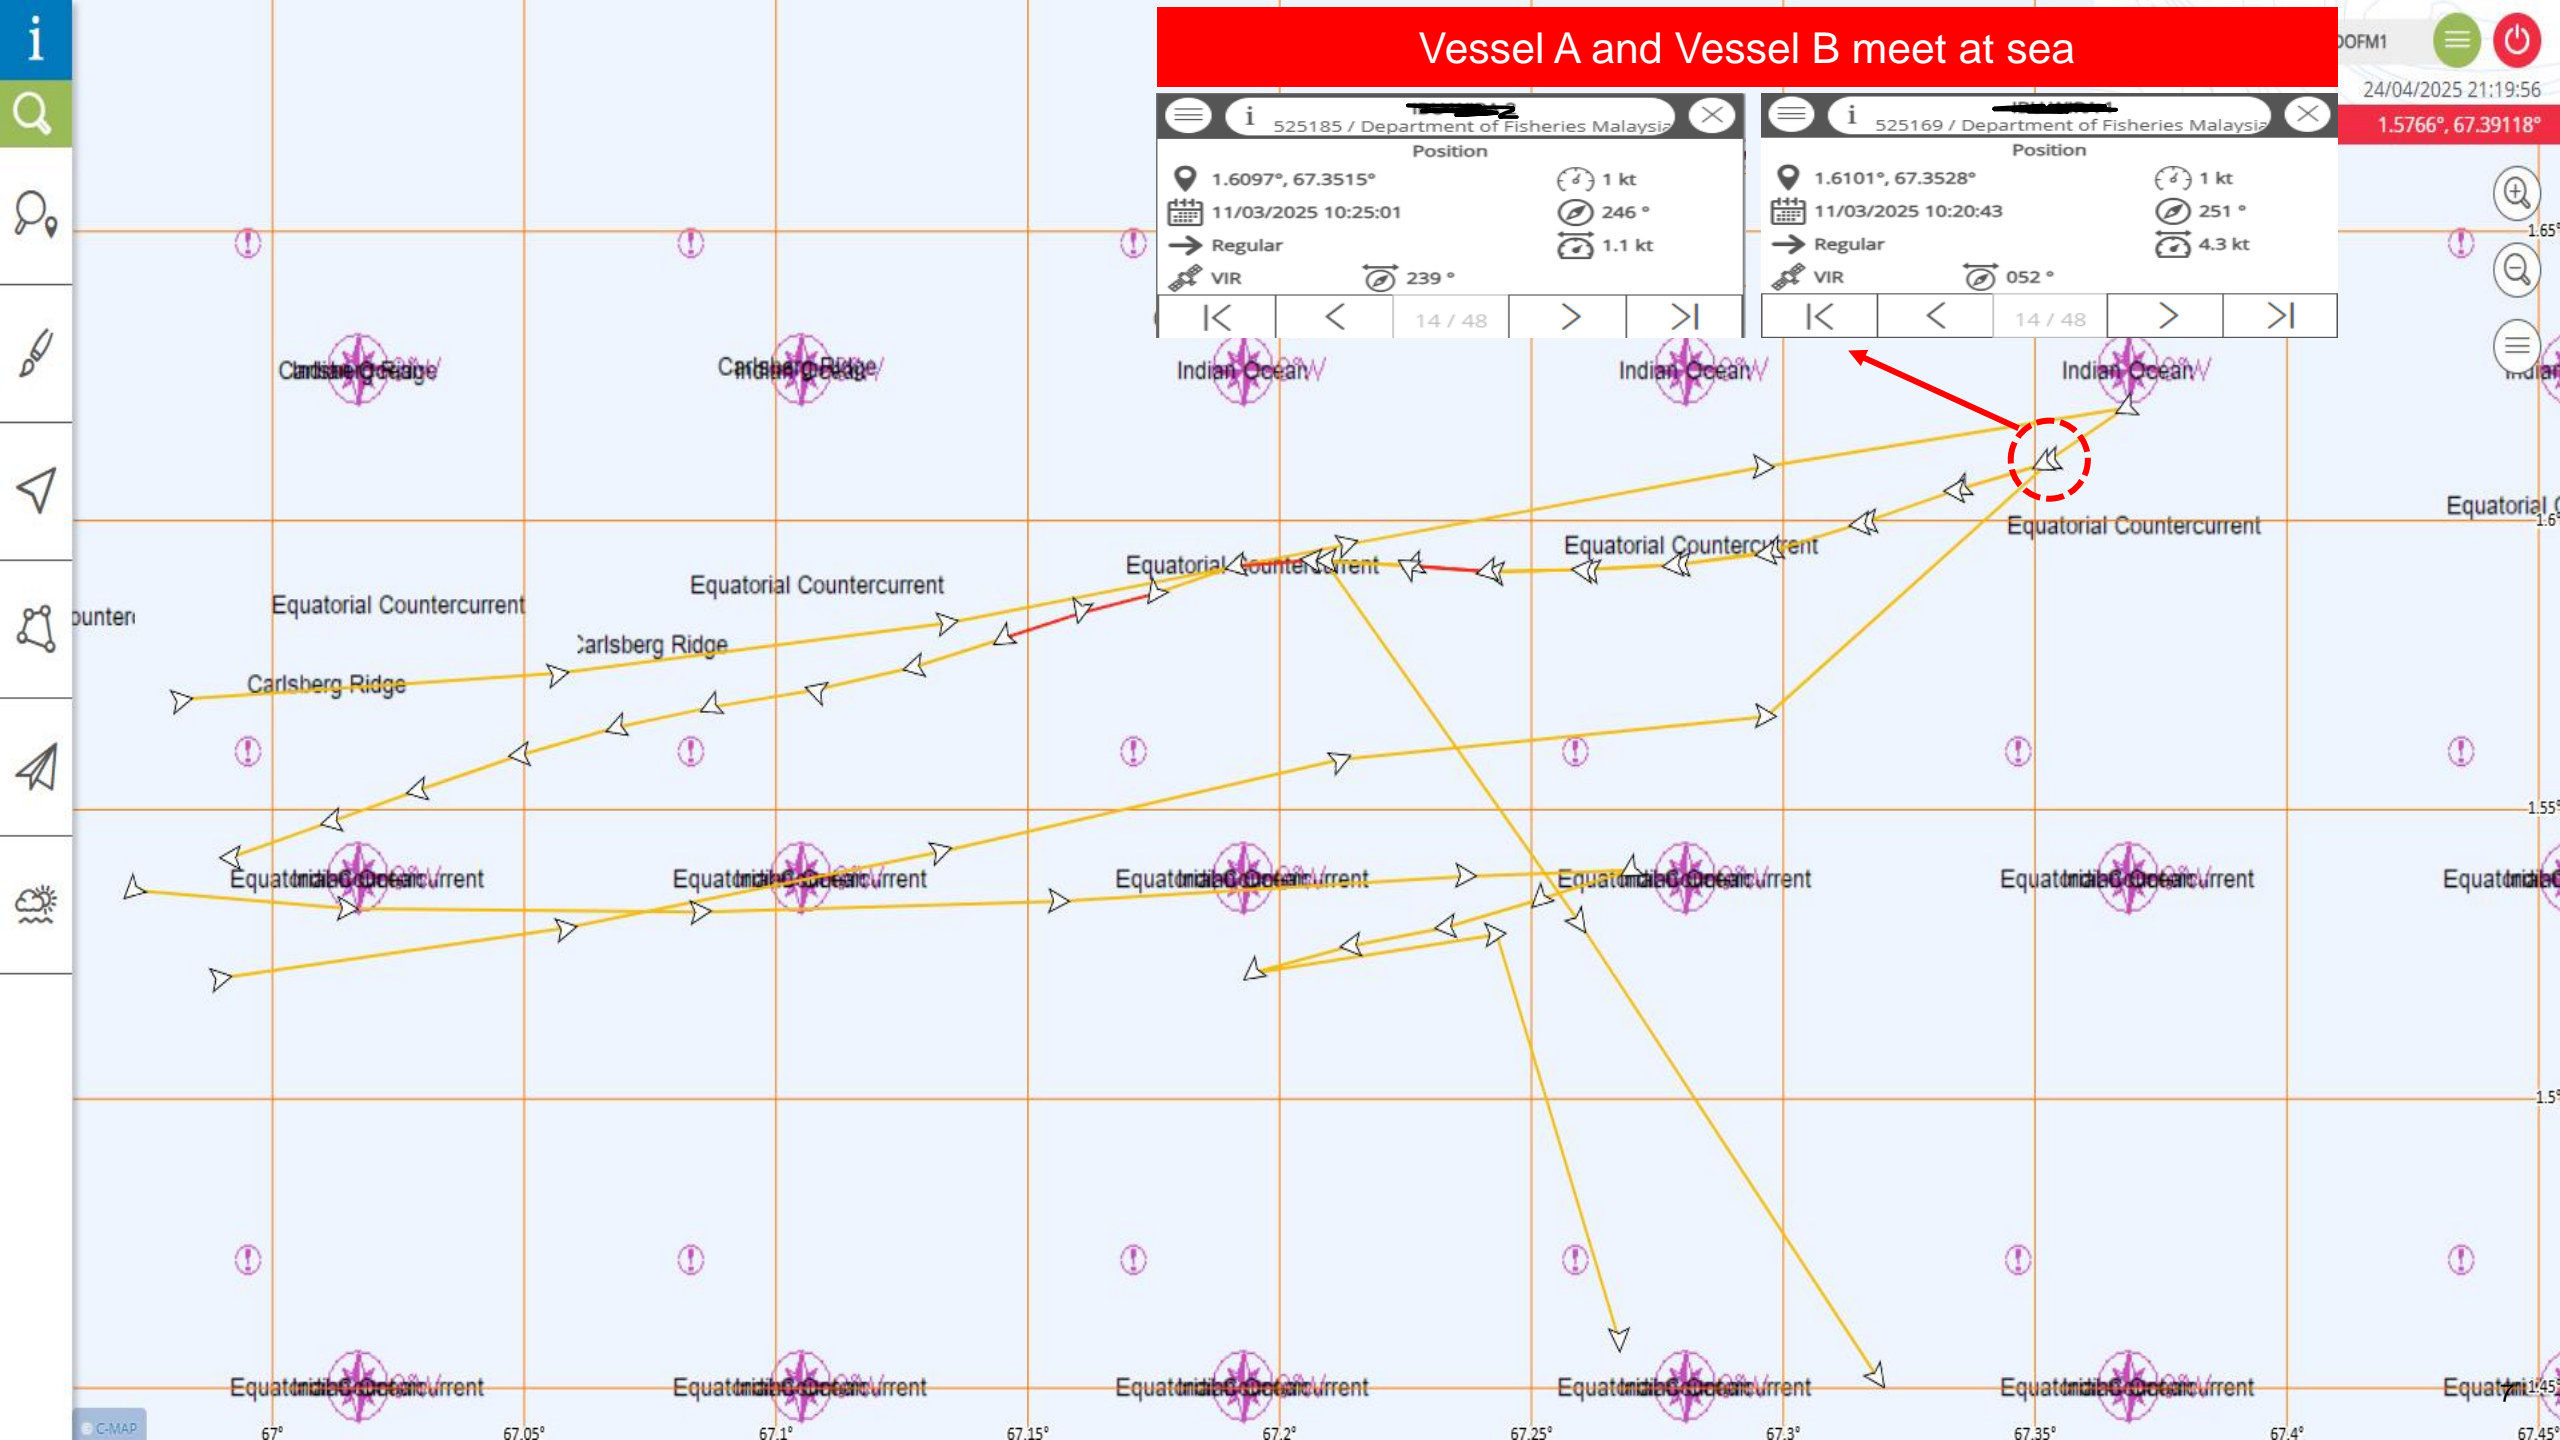 Vessel A and Vessel B meet at sea
DOFM1
24/04/2025 21:19:56
1.5766°, 67.39118°
525185 / Department of Fisheries Malaysia
Position
1.6097°, 67.3515°
1 kt
11/03/2025 10:25:01
246 °
Regular
1.1 kt
VIR
239 °
14 / 48
525169 / Department of Fisheries Malaysia
Position
1.6101°, 67.3528°
1 kt
11/03/2025 10:20:43
251 °
Regular
4.3 kt
VIR
052 °
14 / 48
1.65°
Indian Ocean
Indian Ocean
Indian Ocean
Equatorial
1.6°
Equatorial Countercurrent
Equatorial Countercurrent
Equatorial Countercurrent
Equatorial Countercurrent
Equatorial Countercurrent
Carlsberg Ridge
Carlsberg Ridge
1.55°
1.5°
1.45°
7
© C-MAP
67°
67.05°
67.1°
67.15°
67.2°
67.25°
67.3°
67.35°
67.4°
67.45°